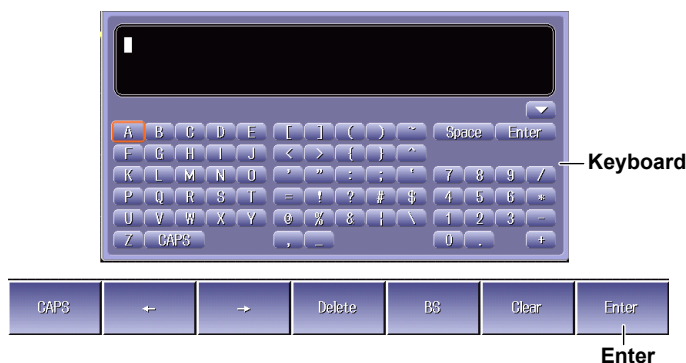 A B C D E [ ] ( ) ~ Space Enter
F G H I J < > { } ^
K L M N O ' " : ; 7 8 9 /
P Q R S T = ! ? # $ 4 5 6 *
U V W X Y @ % & \ 1 2 3 -
Z CAPS , _ 0 . +
Keyboard
CAPS ← → Delete BS Clear Enter
Enter